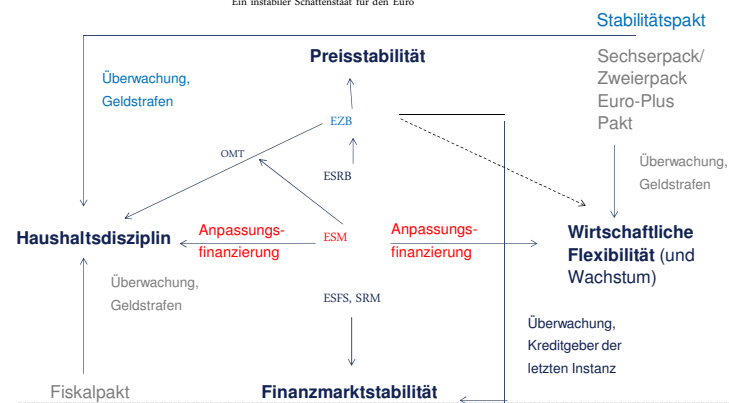 Ein instabiler Schattenstaat für den Euro
Stabilitätspakt
Preisstabilität
Sechserpack/
Zweierpack
Euro-Plus
Pakt
Überwachung,
Geldstrafen
EZB
OMT
ESRB
Überwachung,
Geldstrafen
Haushaltsdisziplin
Anpassungs-
finanzierung
ESM
Anpassungs-
finanzierung
Wirtschaftliche
Flexibilität (und
Wachstum)
Überwachung,
Geldstrafen
ESFS, SRM
Überwachung,
Kreditgeber der
letzten Instanz
Fiskalpakt
Finanzmarktstabilität